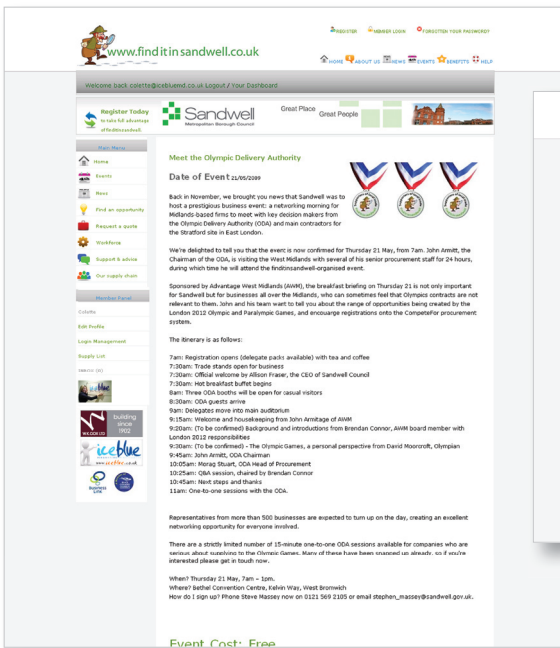 REGISTER MEMBER LOGIN FORGOTTEN YOUR PASSWORD?
www.finditinsandwell.co.uk
HOME ABOUT US NEWS EVENTS BENEFITS HELP
Welcome back colette@icebluemd.co.uk Logout / Your Dashboard
Register Today
to take full advantage
of finditinsandwell.
Sandwell
Metropolitan Borough Council
Great Place
Great People
Main Menu
Home
Events
News
Find an opportunity
Request a quote
Workforce
Support & advise
Our supply chain
Member Panel
Colette
Edit Profile
Login Management
Supply List
building
since
1902
iceblue
Business
Link
Meet the Olympic Delivery Authority
Date of Event 21/05/2009
Back in November, we brought you news that Sandwell was to
host a prestigious business event: a networking morning for
Midlands-based firms to meet with key decision makers from
the Olympic Delivery Authority (ODA) and main contractors for
the Stratford site in East London.
We're delighted to tell you that the event is now confirmed for Thursday 21 May, from 7am. John Armitt, the
Chairman of the ODA, is visiting the West Midlands with several of his senior procurement staff for 24 hours,
during which time he will attend the finditinsandwell-organised event.
Sponsored by Advantage West Midlands (AWM), the breakfast briefing on Thursday 21 is not only important
for Sandwell but for businesses all over the Midlands, who can sometimes feel that Olympic contracts are not
relevant to them. John and his team want to tell you about the range of opportunities being created by the
London 2012 Olympic and Paralympic Games, and encourage registrations onto the CompeteFor procurement
system.
The itinerary is as follows:
7am: Registration opens (delegate packs available) with tea and coffee
7:30am: Trade stands open for business
7:30am: Official welcome by Allison Fraser, the CEO of Sandwell Council
7:30am: Hot breakfast buffet begins
8am: Three ODA booths will be open for casual visitors
8:30am: ODA guests arrive
9am: Delegates move into main auditorium
9:15am: Welcome and housekeeping from John Armitage of AWM
9:20am: (To be confirmed) Background and introductions from Brendan Connor, AWM board member with
London 2012 responsibilities
9:30am: (To be confirmed) - The Olympic Games, a personal perspective from David Moorcroft, Olympian
9:45am: John Armitt, ODA Chairman
10:05am: Morag Stuart, ODA Head of Procurement
10:25am: Q&A session, chaired by Brendan Connor
10:45am: Next steps and thanks
11am: One-to-one sessions with the ODA.
Representatives from more than 500 businesses are expected to turn up on the day, creating an excellent
networking opportunity for everyone involved.
There are a strictly limited number of 15-minute one-to-one ODA sessions available for companies who are
serious about supplying to the Olympic Games. Many of these have been snapped up already, so if you're
interested please get in touch now.
When? Thursday 21 May, 7am - 1pm.
Where? Bethel Convention Centre, Kelvin Way, West Bromwich
How do I sign up? Phone Steve Massey now on 0121 569 2105 or email stephen_massey@sandwell.gov.uk.
Event Cost: Free